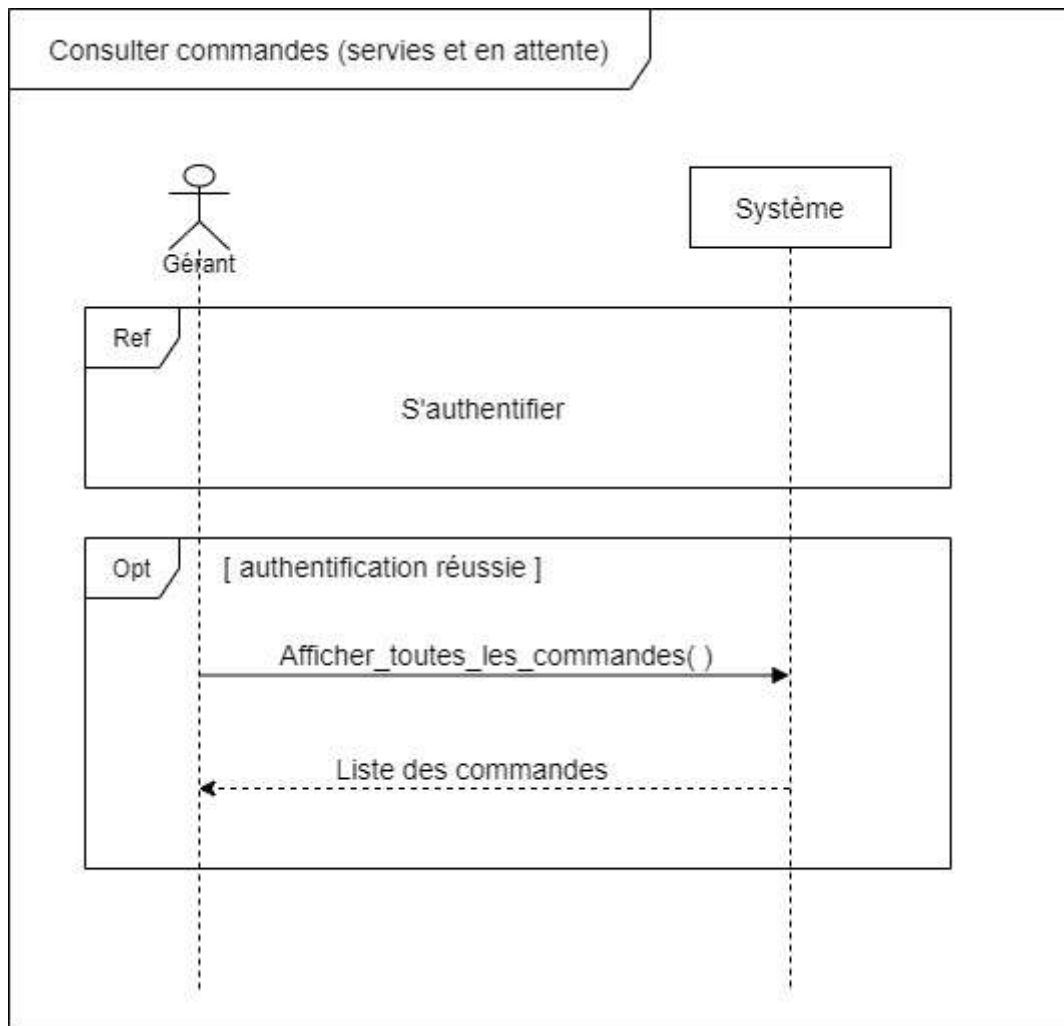 Consulter commandes (servies et en attente)
Système
Gérant
Ref
S'authentifier
Opt
[ authentification réussie ]
Afficher_toutes_les_commandes( )
Liste des commandes